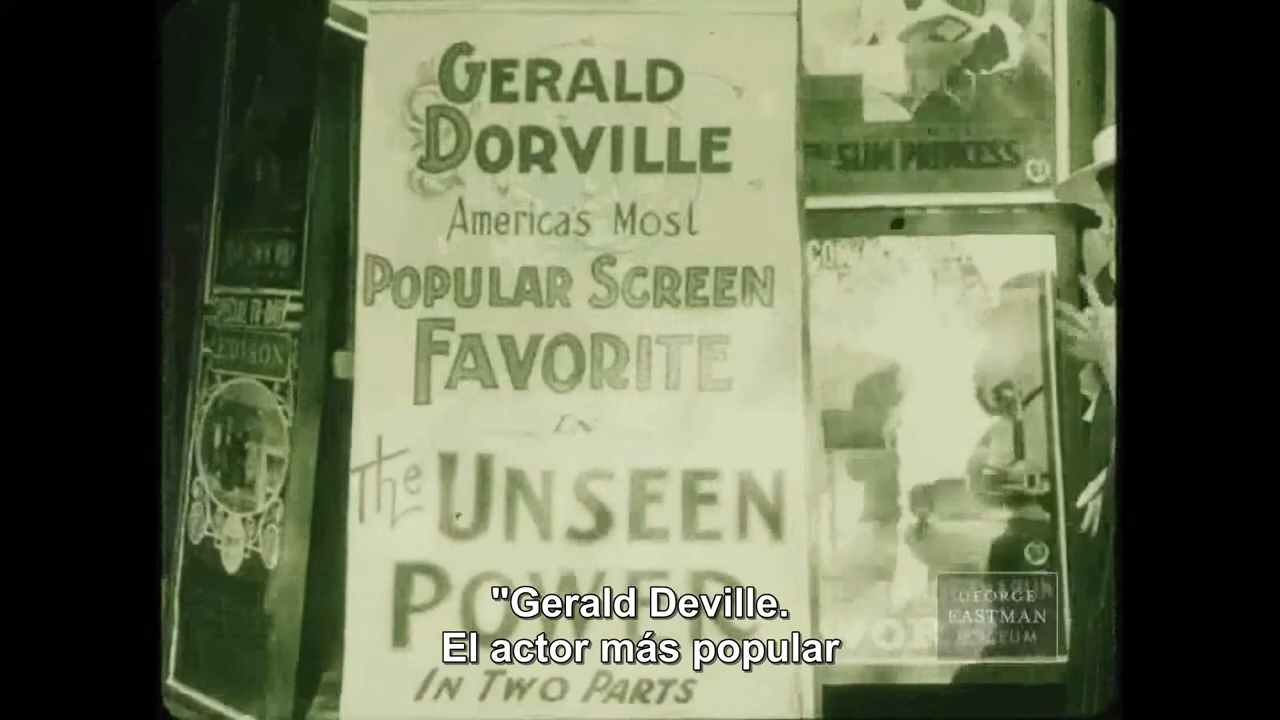 GERALD
DORVILLE
America's Most
POPULAR SCREEN
FAVORITE
IN
The UNSEEN
POWER
IN TWO PARTS
SLIM PRINCESS
EDISON
GEORGE
EASTMAN
MUSEUM
"Gerald Deville.
El actor más popular